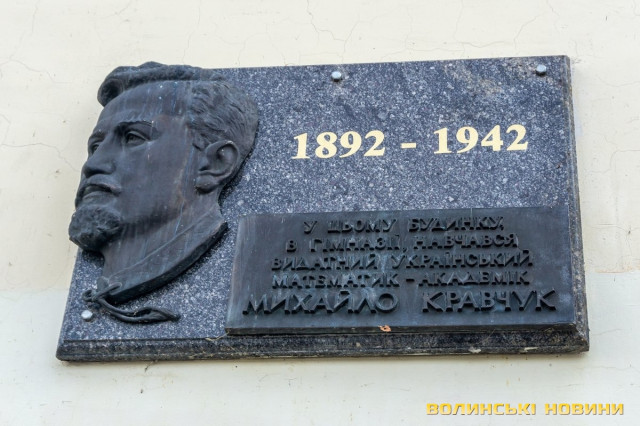 1892 - 1942
У ЦЬОМУ БУДИНКУ,
В ГІМНАЗІЇ, НАВЧАВСЯ
ВИДАТНИЙ УКРАЇНСЬКИЙ
МАТЕМАТИК - АКАДЕМІК
МИХАЙЛО КРАВЧУК
ВОЛИНСЬКІ НОВИНИ